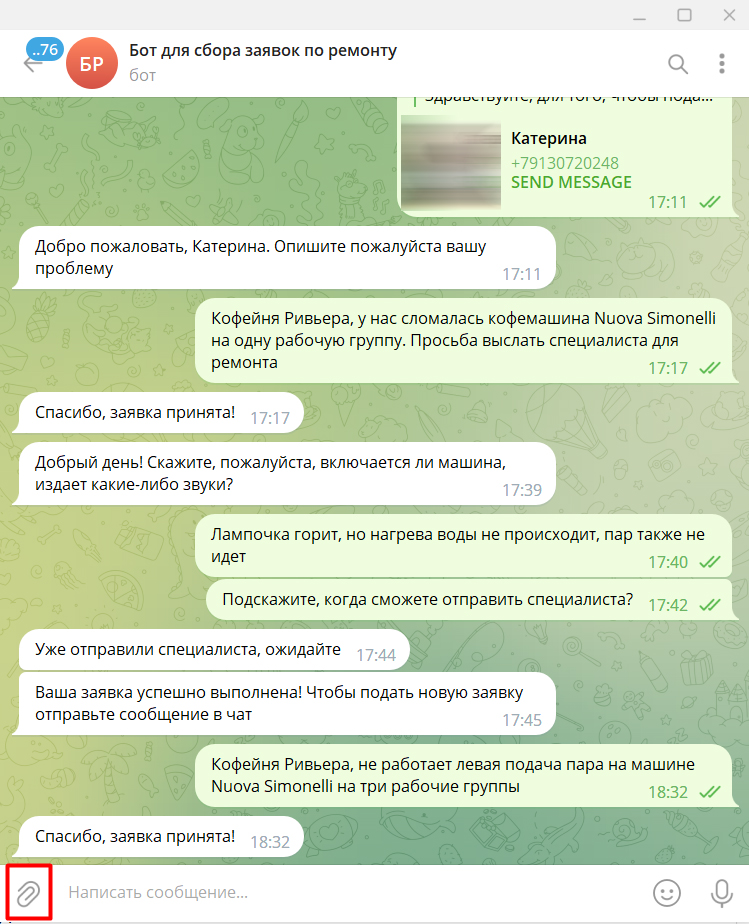 ..76
БР
Бот для сбора заявок по ремонту
бот
Здравствуйте, для того, чтобы пода...
Катерина
+79130720248
SEND MESSAGE
17:11
Добро пожаловать, Катерина. Опишите пожалуйста вашу
проблему
17:11
Кофейня Ривьера, у нас сломалась кофемашина Nuova Simonelli
на одну рабочую группу. Просьба выслать специалиста для
ремонта
17:17
Спасибо, заявка принята!
17:17
Добрый день! Скажите, пожалуйста, включается ли машина,
издает какие-либо звуки?
17:39
Лампочка горит, но нагрева воды не происходит, пар также не
идет
17:40
Подскажите, когда сможете отправить специалиста?
17:42
Уже отправили специалиста, ожидайте
17:44
Ваша заявка успешно выполнена! Чтобы подать новую заявку
отправьте сообщение в чат
17:45
Кофейня Ривьера, не работает левая подача пара на машине
Nuova Simonelli на три рабочие группы
18:32
Спасибо, заявка принята!
18:32
Написать сообщение...